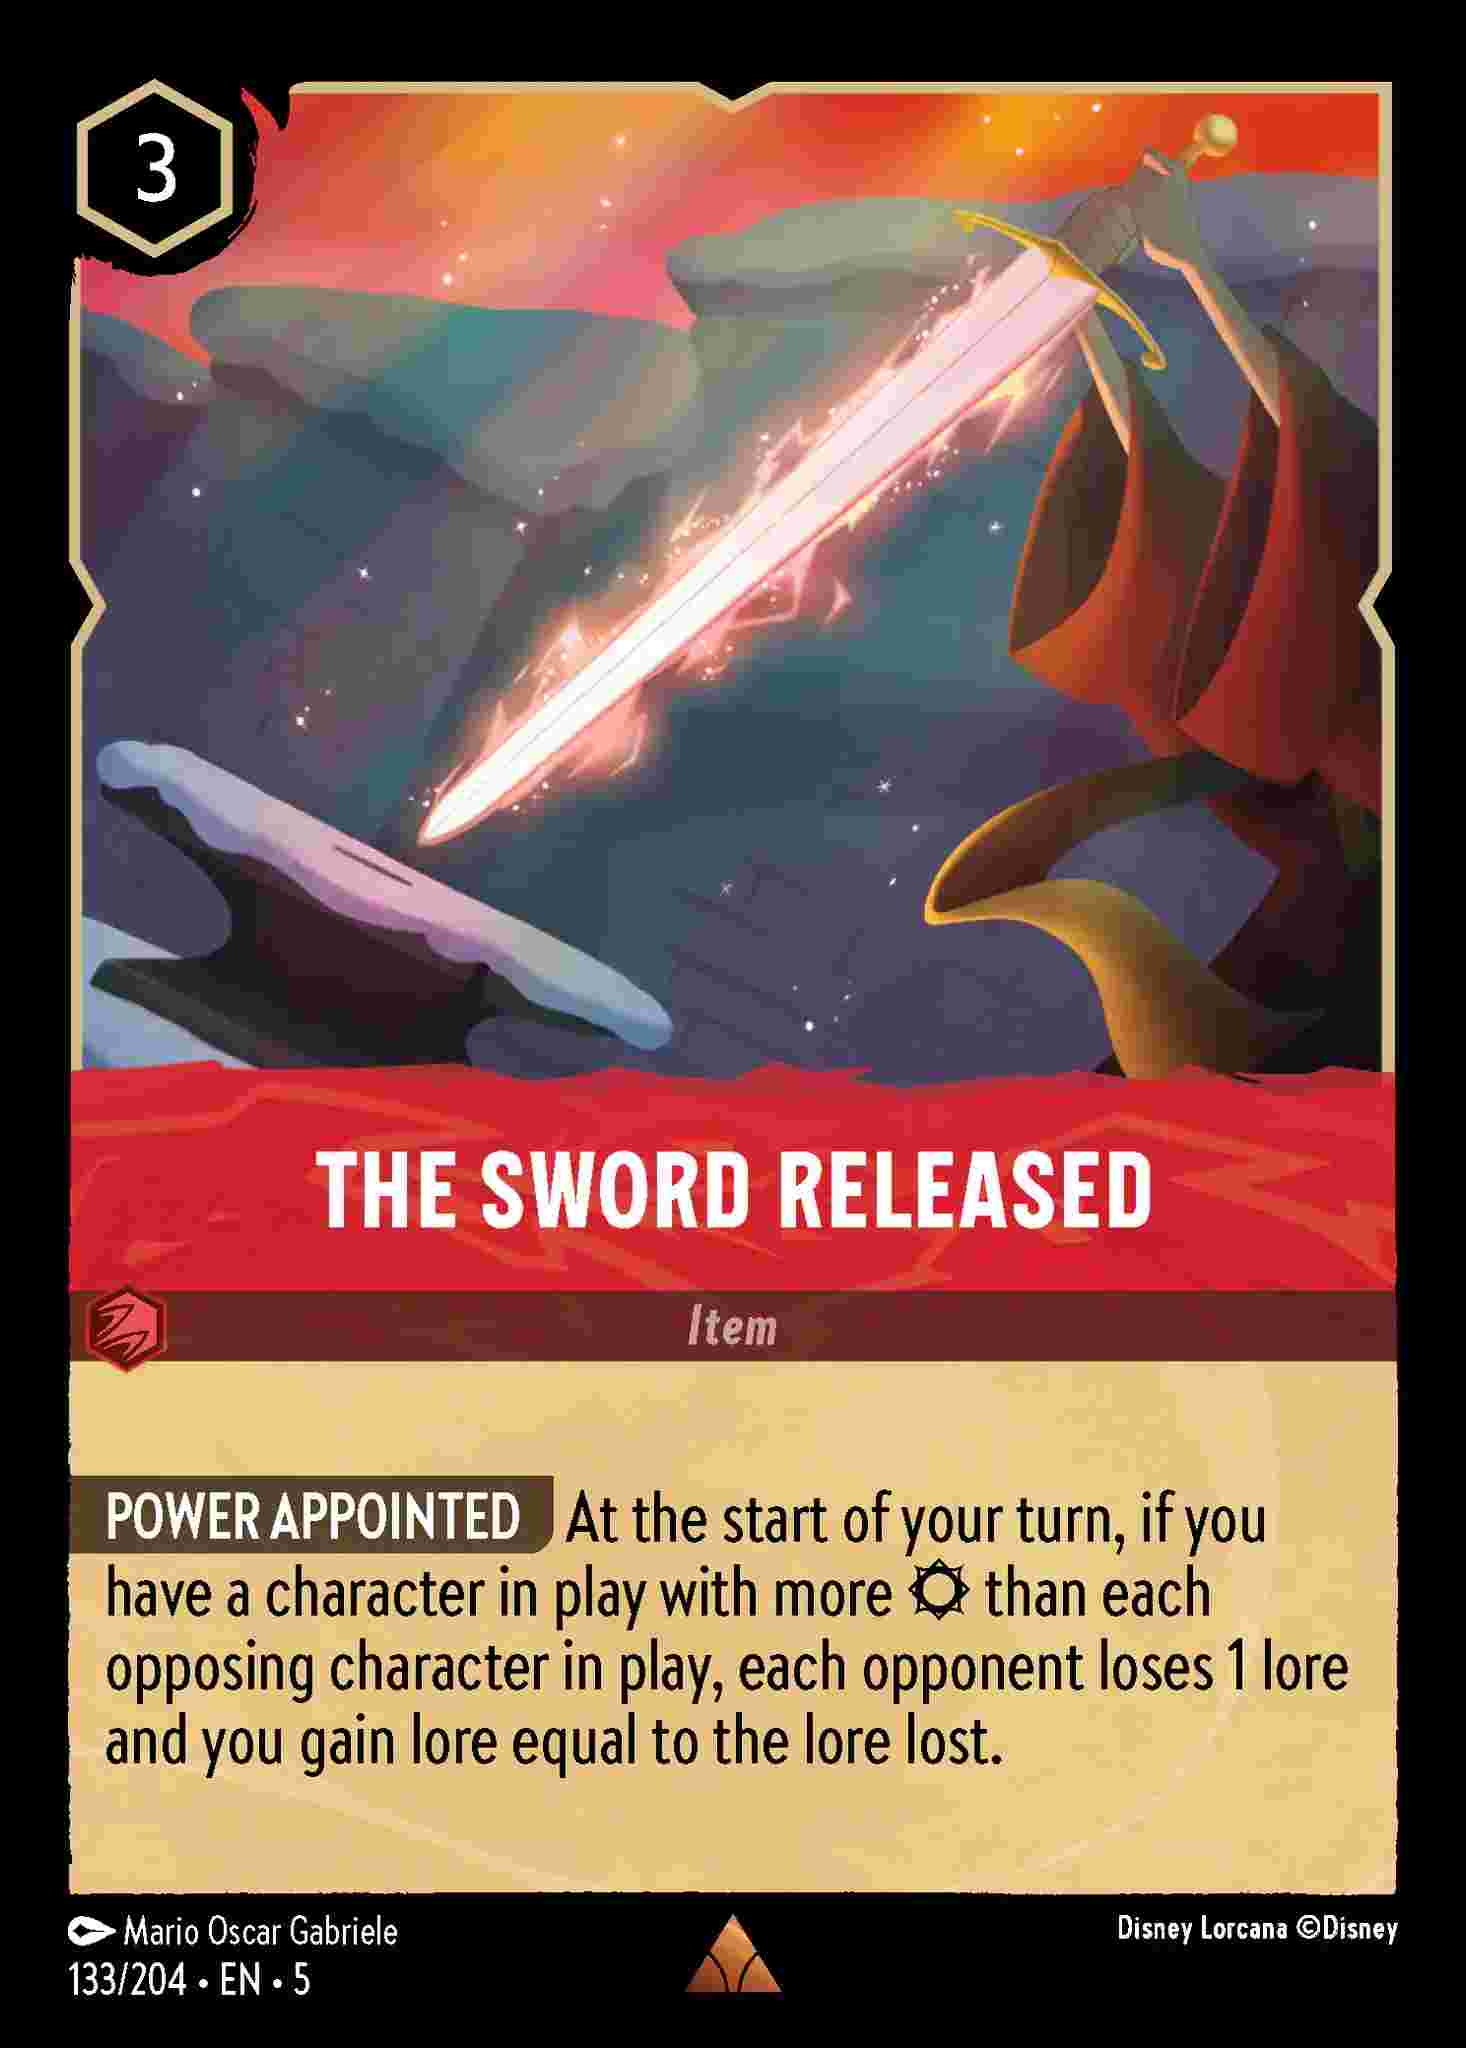 3
THE SWORD RELEASED
Item
POWER APPOINTED At the start of your turn, if you
have a character in play with more than each
opposing character in play, each opponent loses 1 lore
and you gain lore equal to the lore lost.
Mario Oscar Gabriele
Disney Lorcana ©Disney
133/204 • EN • 5